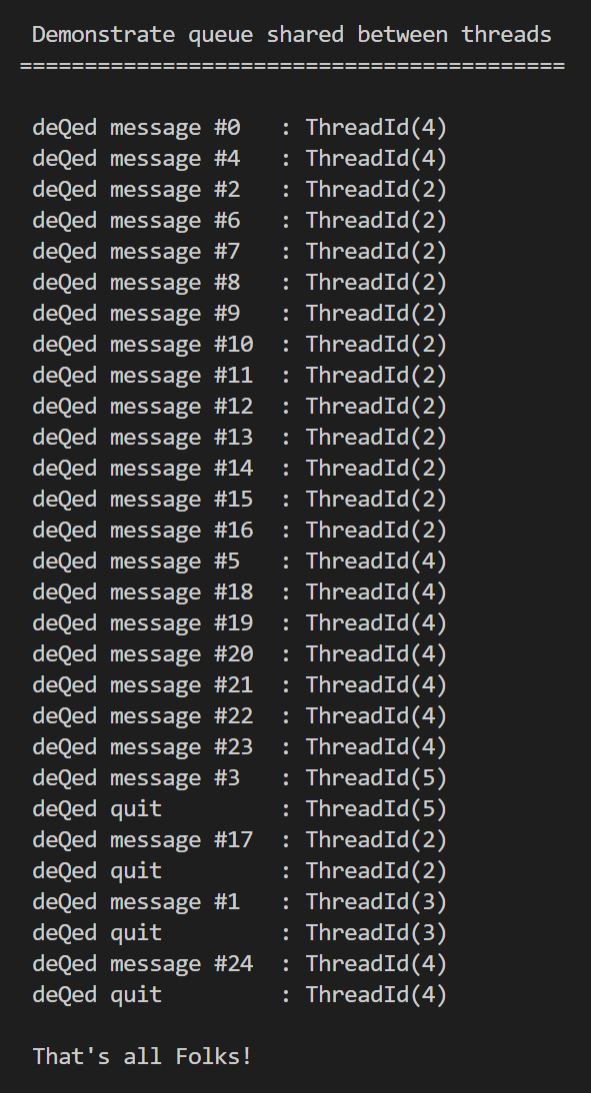 Demonstrate queue shared between threads
==========================================
deQed message #0   : ThreadId(4)
deQed message #4   : ThreadId(4)
deQed message #2   : ThreadId(2)
deQed message #6   : ThreadId(2)
deQed message #7   : ThreadId(2)
deQed message #8   : ThreadId(2)
deQed message #9   : ThreadId(2)
deQed message #10  : ThreadId(2)
deQed message #11  : ThreadId(2)
deQed message #12  : ThreadId(2)
deQed message #13  : ThreadId(2)
deQed message #14  : ThreadId(2)
deQed message #15  : ThreadId(2)
deQed message #16  : ThreadId(2)
deQed message #5   : ThreadId(4)
deQed message #18  : ThreadId(4)
deQed message #19  : ThreadId(4)
deQed message #20  : ThreadId(4)
deQed message #21  : ThreadId(4)
deQed message #22  : ThreadId(4)
deQed message #23  : ThreadId(4)
deQed message #3   : ThreadId(5)
deQed quit         : ThreadId(5)
deQed message #17  : ThreadId(2)
deQed quit         : ThreadId(2)
deQed message #1   : ThreadId(3)
deQed quit         : ThreadId(3)
deQed message #24  : ThreadId(4)
deQed quit         : ThreadId(4)
That's all Folks!